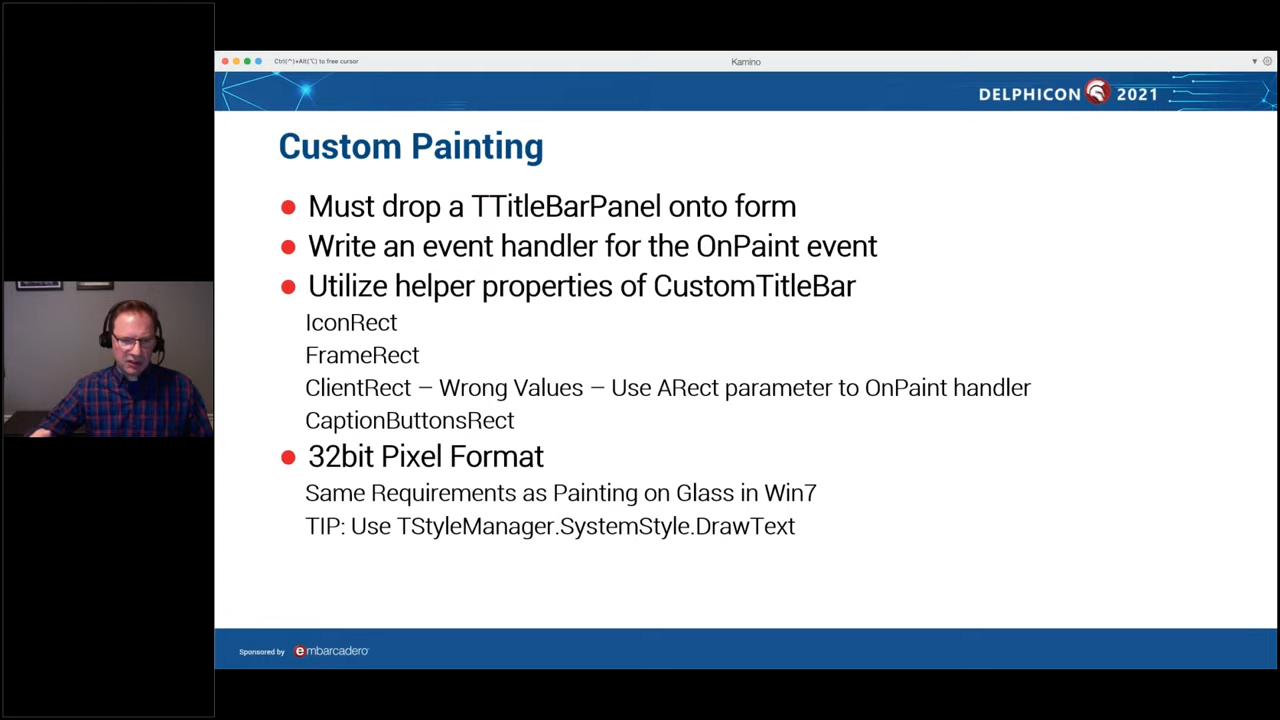 Ctrl(^)+Alt(⌥) to free cursor
Kamino
DELPHICON 2021
Custom Painting
Must drop a TTitleBarPanel onto form
Write an event handler for the OnPaint event
Utilize helper properties of CustomTitleBar
IconRect
FrameRect
ClientRect – Wrong Values – Use ARect parameter to OnPaint handler
CaptionButtonsRect
32bit Pixel Format
Same Requirements as Painting on Glass in Win7
TIP: Use TStyleManager.SystemStyle.DrawText
Sponsored by embarcadero